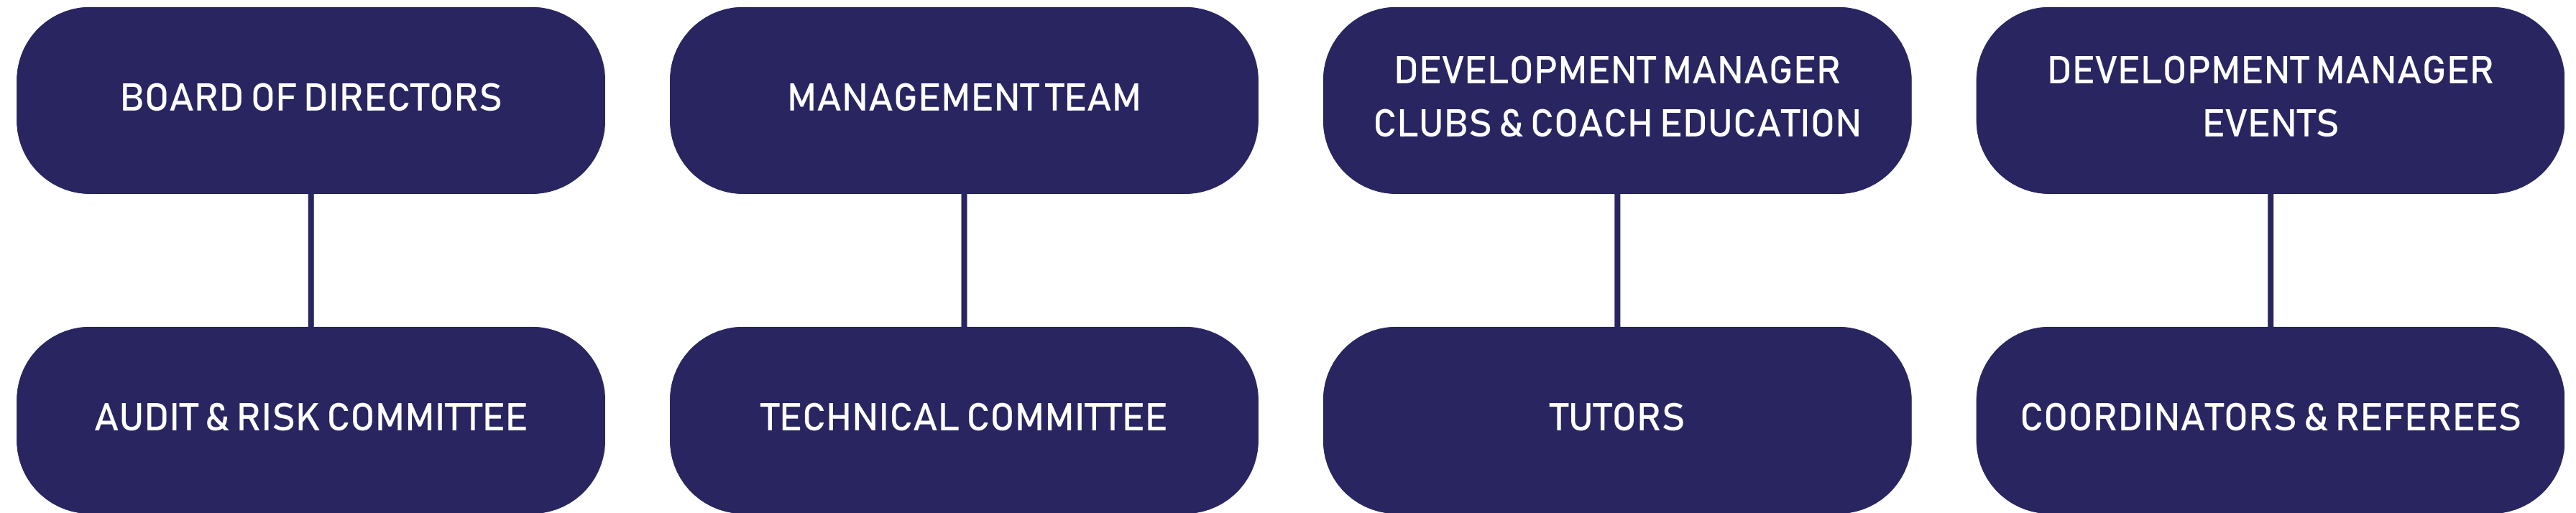 BOARD OF DIRECTORS
MANAGEMENT TEAM
DEVELOPMENT MANAGER
CLUBS & COACH EDUCATION
DEVELOPMENT MANAGER
EVENTS
AUDIT & RISK COMMITTEE
TECHNICAL COMMITTEE
TUTORS
COORDINATORS & REFEREES